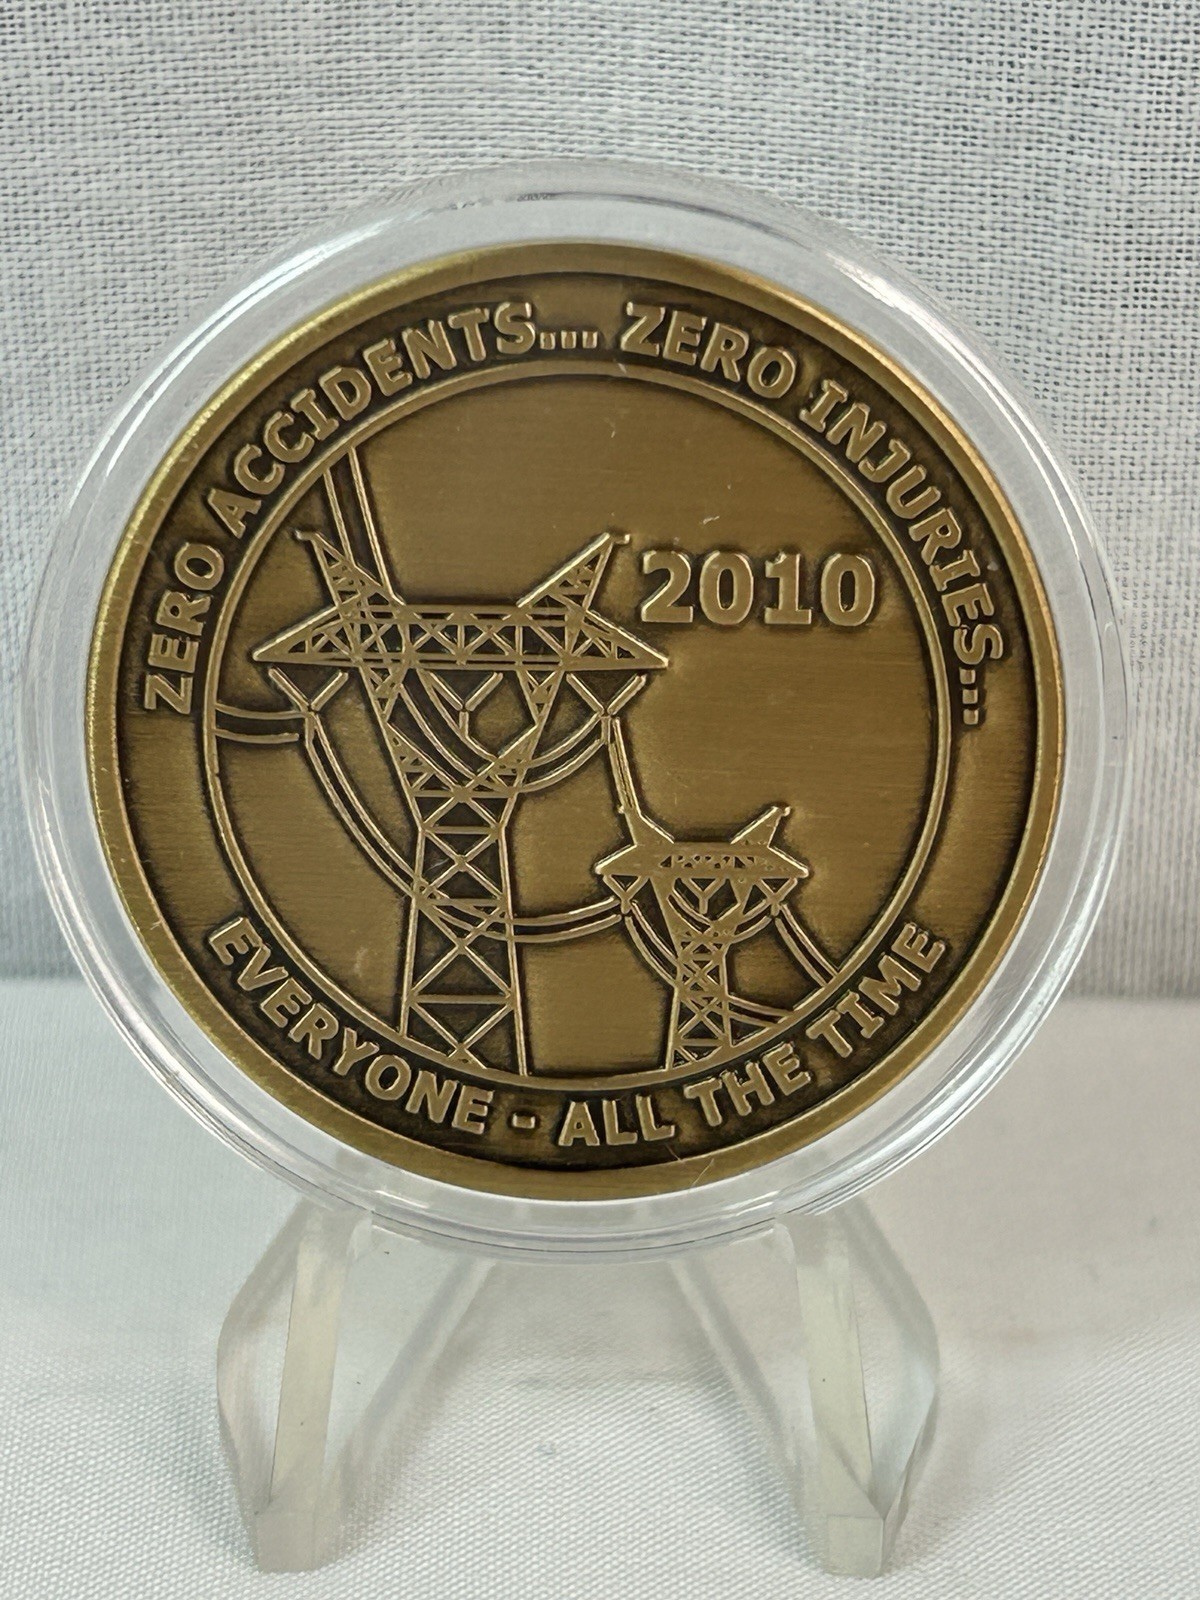 ZERO ACCIDENTS... ZERO INJURIES...
2010
EVERYONE - ALL THE TIME